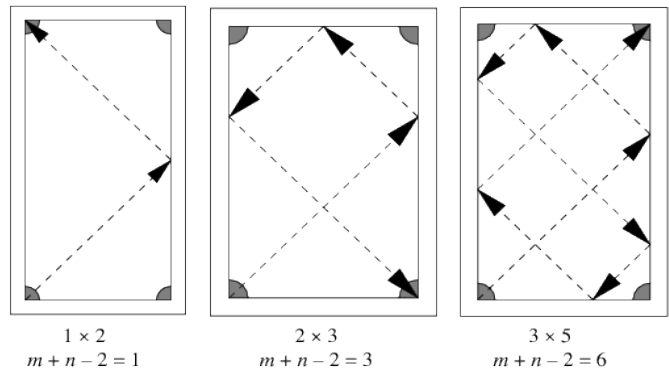 1 × 2
m + n – 2 = 1
2 × 3
m + n – 2 = 3
3 × 5
m + n – 2 = 6